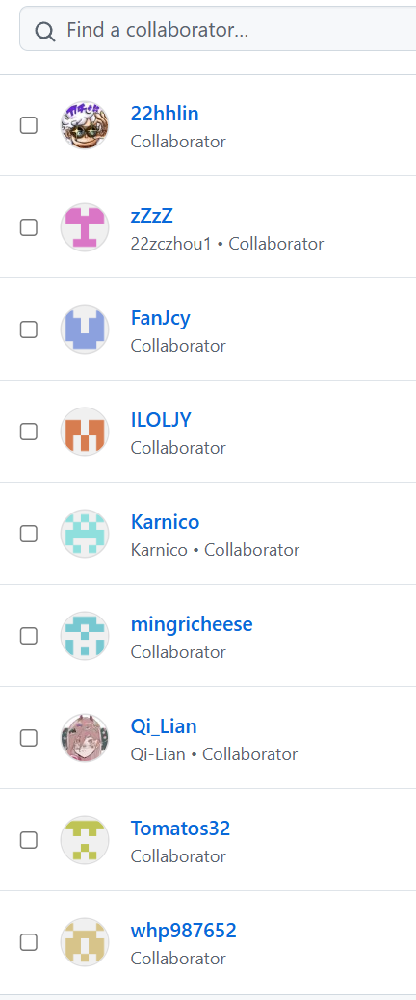 Find a collaborator...
22hhlin
Collaborator
zZzZ
22zczhou1 • Collaborator
FanJcy
Collaborator
ILOLJY
Collaborator
Karnico
Karnico • Collaborator
mingricheese
Collaborator
Qi_Lian
Qi-Lian • Collaborator
Tomatos32
Collaborator
whp987652
Collaborator